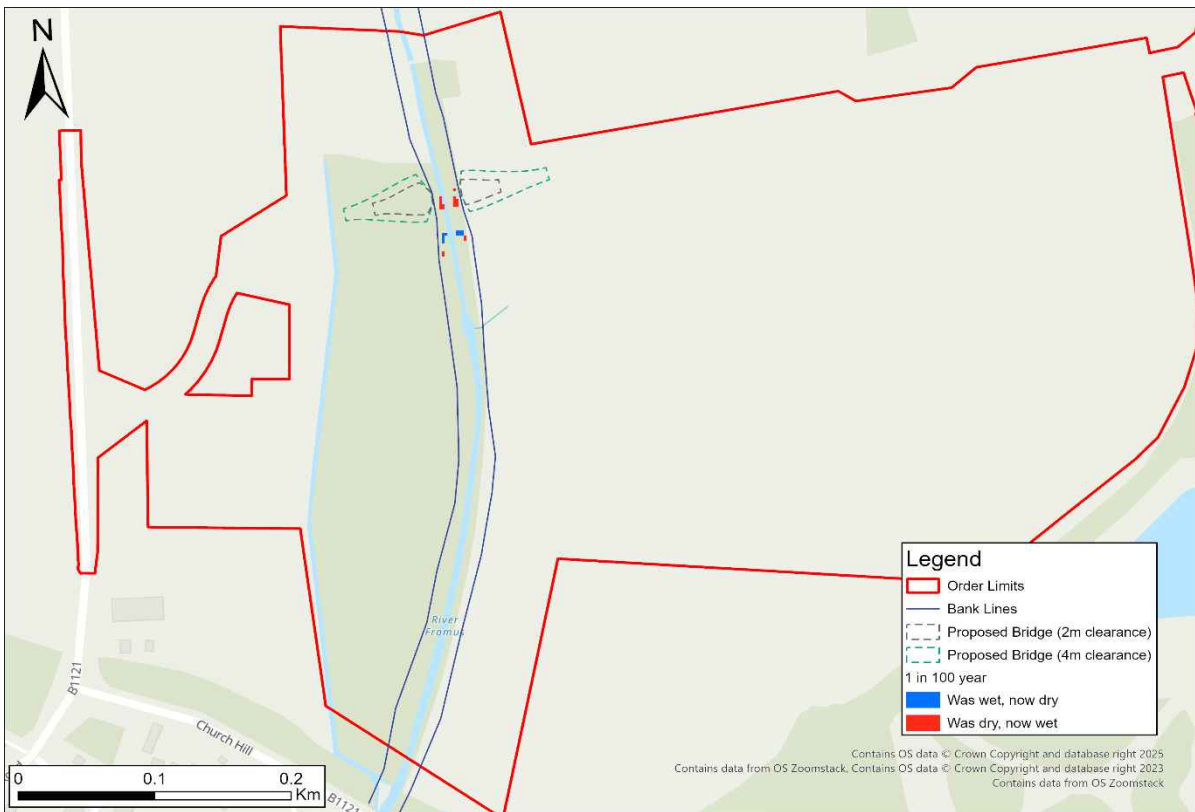 N
River
Fromus
B1121
Church Hill
B1121
0 0.1 0.2
Km
Legend
Order Limits
Bank Lines
Proposed Bridge (2m clearance)
Proposed Bridge (4m clearance)
1 in 100 year
Was wet, now dry
Was dry, now wet
Contains OS data © Crown Copyright and database right 2025
Contains data from OS Zoomstack, Contains OS data © Crown Copyright and database right 2023
Contains data from OS Zoomstack